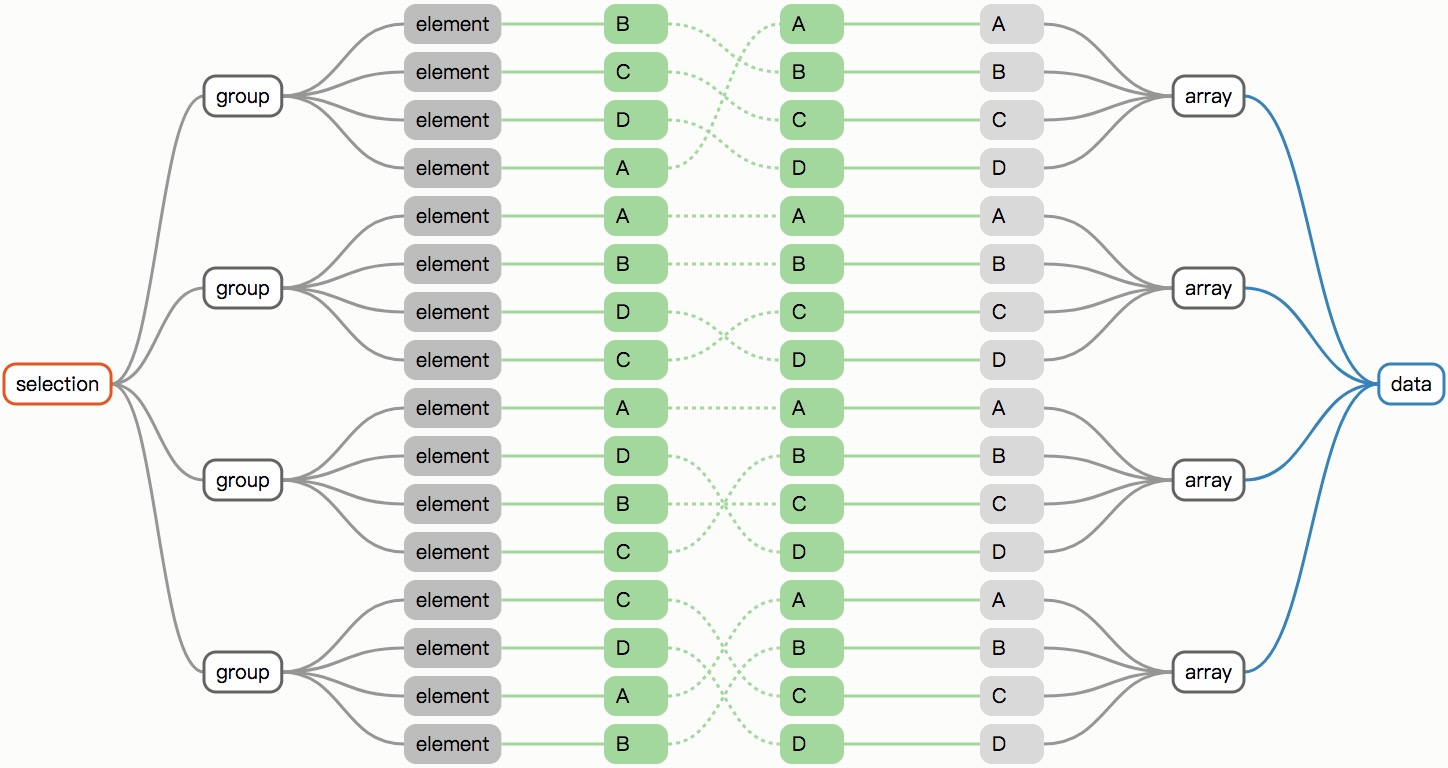 element B A A
element C B B
group array
element D C C
element A D D
element A A A
element B B B
group array
element D C C
element C D D
selection data
element A A A
element D B B
group array
element B C C
element C D D
element C A A
element D B B
group array
element A C C
element B D D